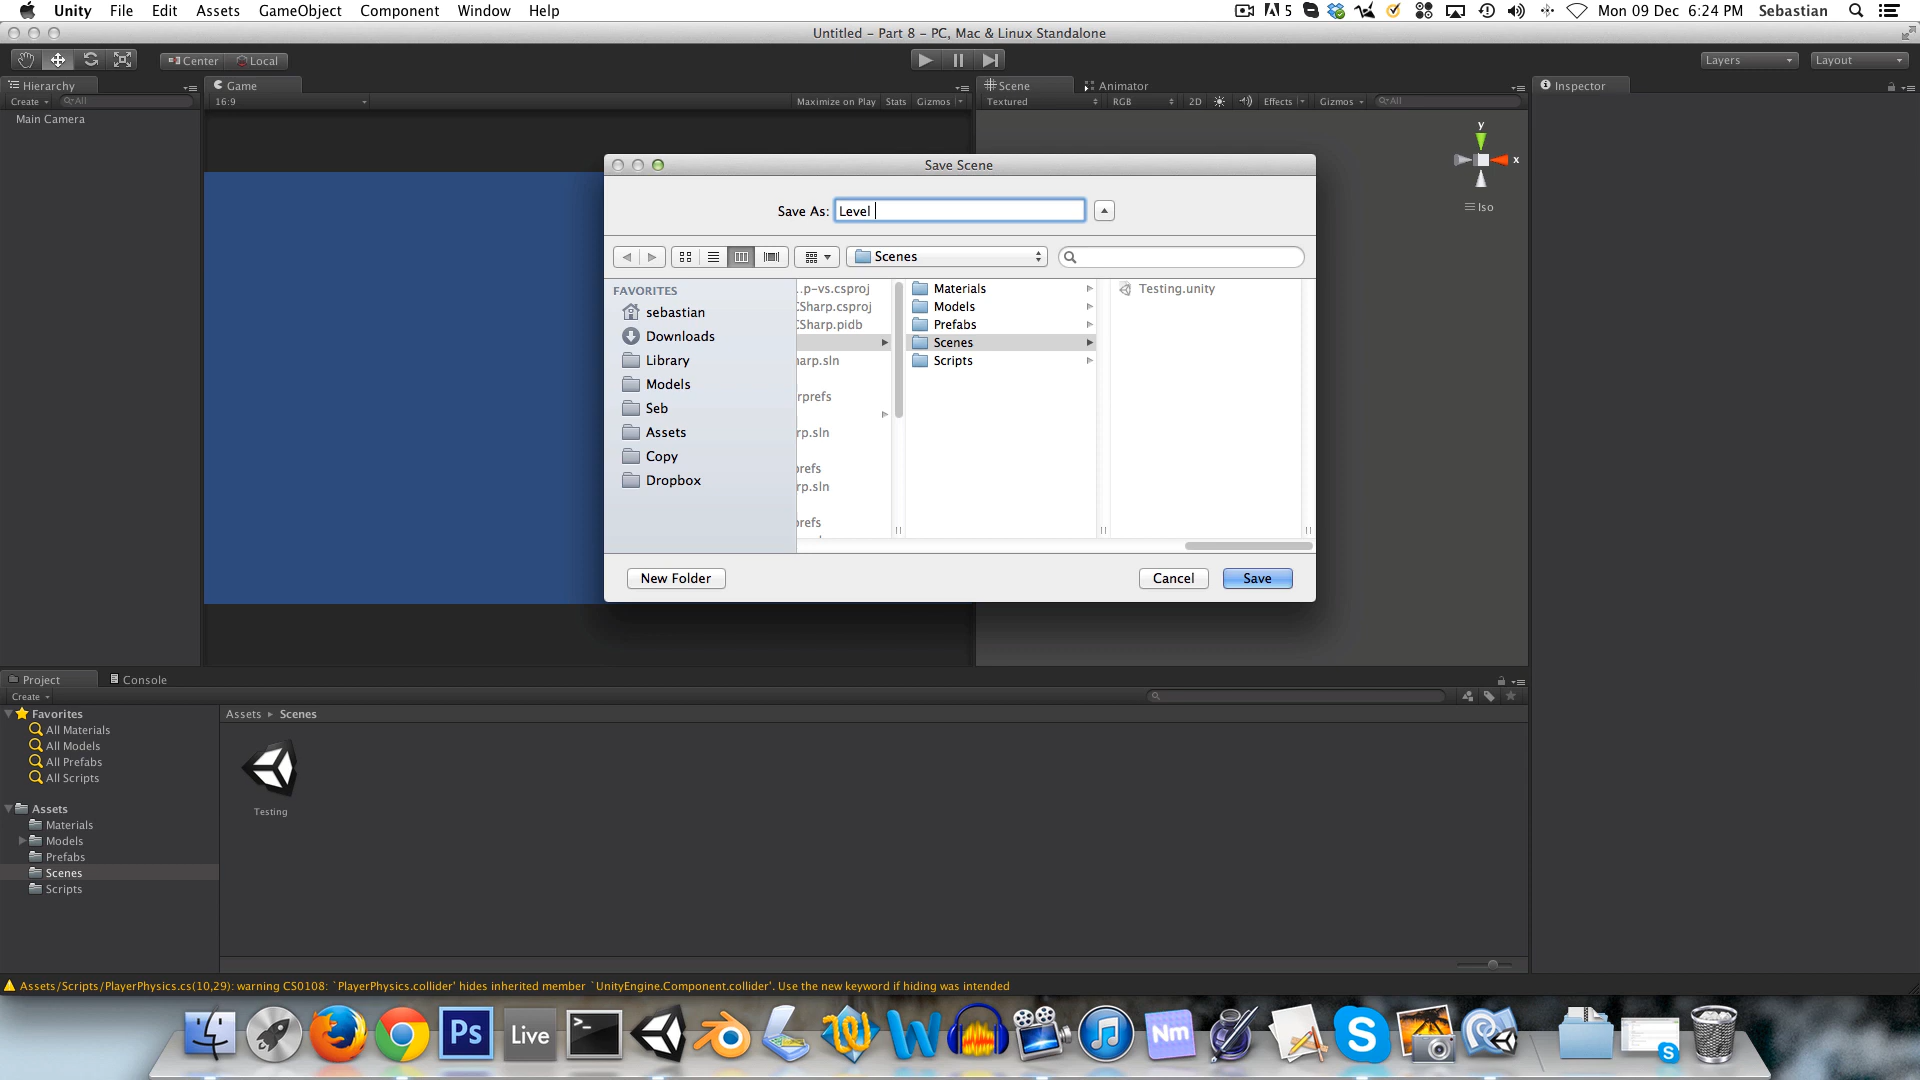 Unity File Edit Assets GameObject Component Window Help
5 Mon 09 Dec 6:24 PM Sebastian
Untitled - Part 8 - PC, Mac & Linux Standalone
Center Local Layers Layout
Hierarchy Game Scene Animator Inspector
Create All 16:9 Maximize on Play Stats Gizmos Textured RGB 2D Effects Gizmos All
Main Camera
y
x
Iso
Save Scene
Save As: Level
Scenes
FAVORITES
sebastian
Downloads
Library
Models
Seb
Assets
Copy
Dropbox
..p-vs.csproj
CSharp.csproj
CSharp.pidb
arp.sln
rprefs
rp.sln
prefs
rp.sln
prefs
Materials
Models
Prefabs
Scenes
Scripts
Testing.unity
New Folder Cancel Save
Project Console
Create
Favorites
All Materials
All Models
All Prefabs
All Scripts
Assets
Materials
Models
Prefabs
Scenes
Scripts
Assets ▸ Scenes
Testing
Assets/Scripts/PlayerPhysics.cs(10,29): warning CS0108: `PlayerPhysics.collider' hides inherited member `UnityEngine.Component.collider'. Use the new keyword if hiding was intended
Ps Live >_ W Nm S